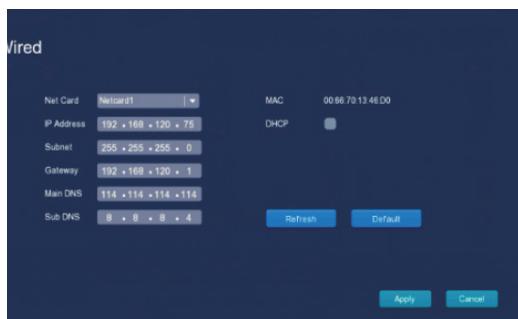 Wired
Net Card Netcard1 MAC 00:66:70:13:46:D0
IP Address 192 . 168 . 120 . 75 DHCP
Subnet 255 . 255 . 255 . 0
Gateway 192 . 168 . 120 . 1
Main DNS 114 . 114 . 114 . 114
Sub DNS 8 . 8 . 8 . 4 Refresh Default
Apply Cancel